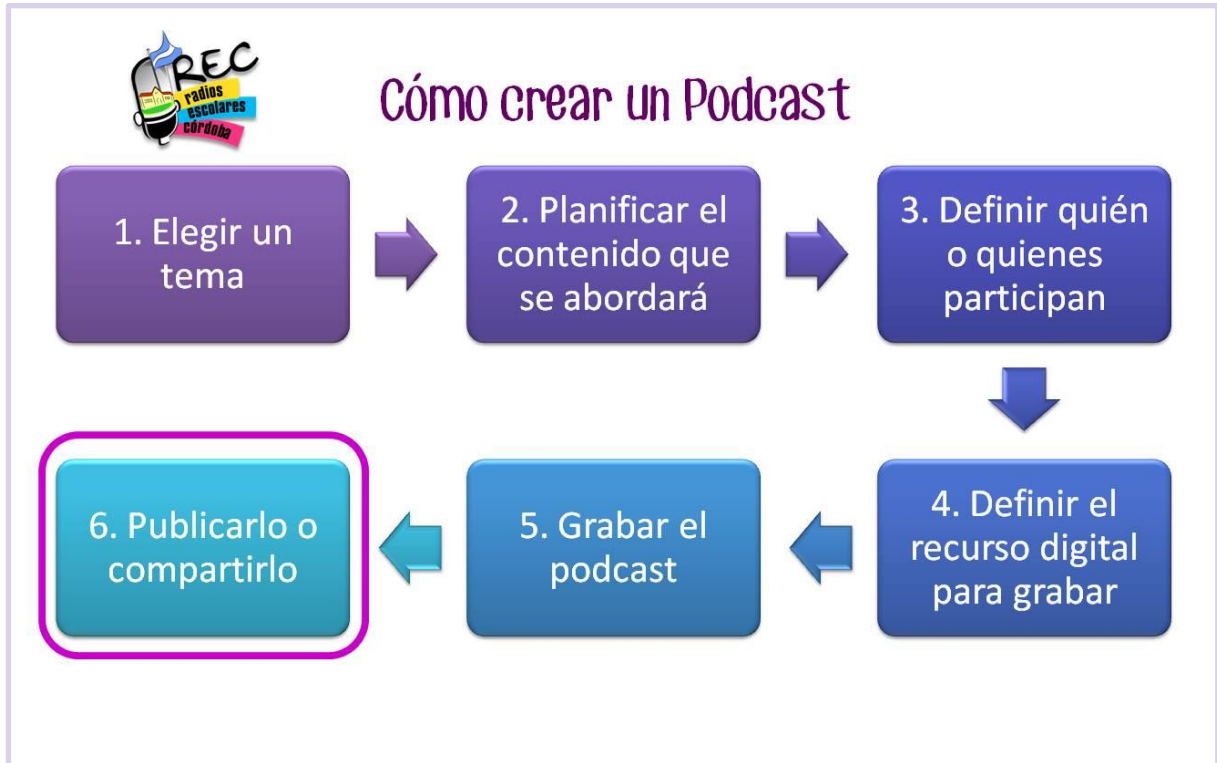 REC
radios
escolares
córdoba
Cómo crear un Podcast
1. Elegir un
tema
2. Planificar el
contenido que
se abordará
3. Definir quién
o quienes
participan
4. Definir el
recurso digital
para grabar
5. Grabar el
podcast
6. Publicarlo o
compartirlo